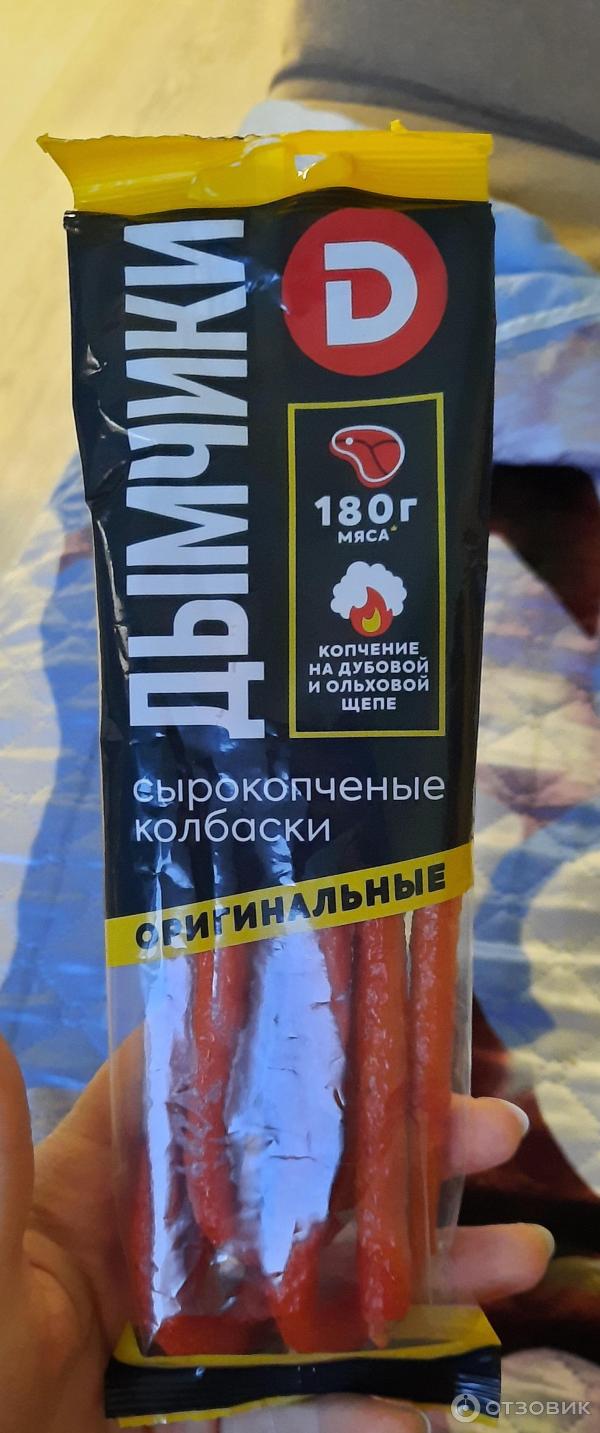 ДЫМЧИКИ
D
180г
МЯСА*
КОПЧЕНИЕ
НА ДУБОВОЙ
И ОЛЬХОВОЙ
ЩЕПЕ
сырокопченые
колбаски
ОРИГИНАЛЬНЫЕ
ОТЗОВИК